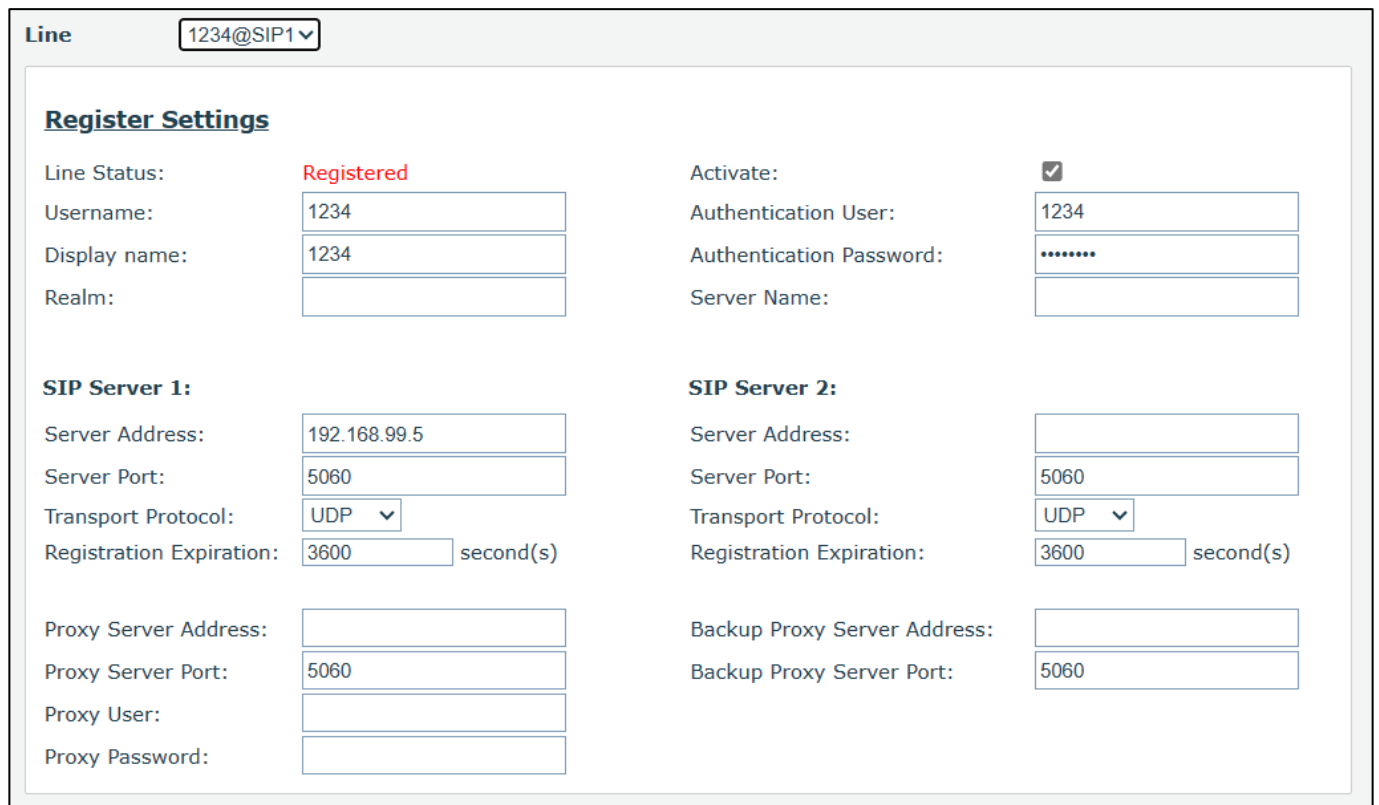 Line 1234@SIP1
Register Settings
Line Status: Registered Activate:
Username: 1234 Authentication User: 1234
Display name: 1234 Authentication Password: ••••••••
Realm: Server Name:
SIP Server 1: SIP Server 2:
Server Address: 192.168.99.5 Server Address:
Server Port: 5060 Server Port: 5060
Transport Protocol: UDP Transport Protocol: UDP
Registration Expiration: 3600 second(s) Registration Expiration: 3600 second(s)
Proxy Server Address: Backup Proxy Server Address:
Proxy Server Port: 5060 Backup Proxy Server Port: 5060
Proxy User:
Proxy Password: